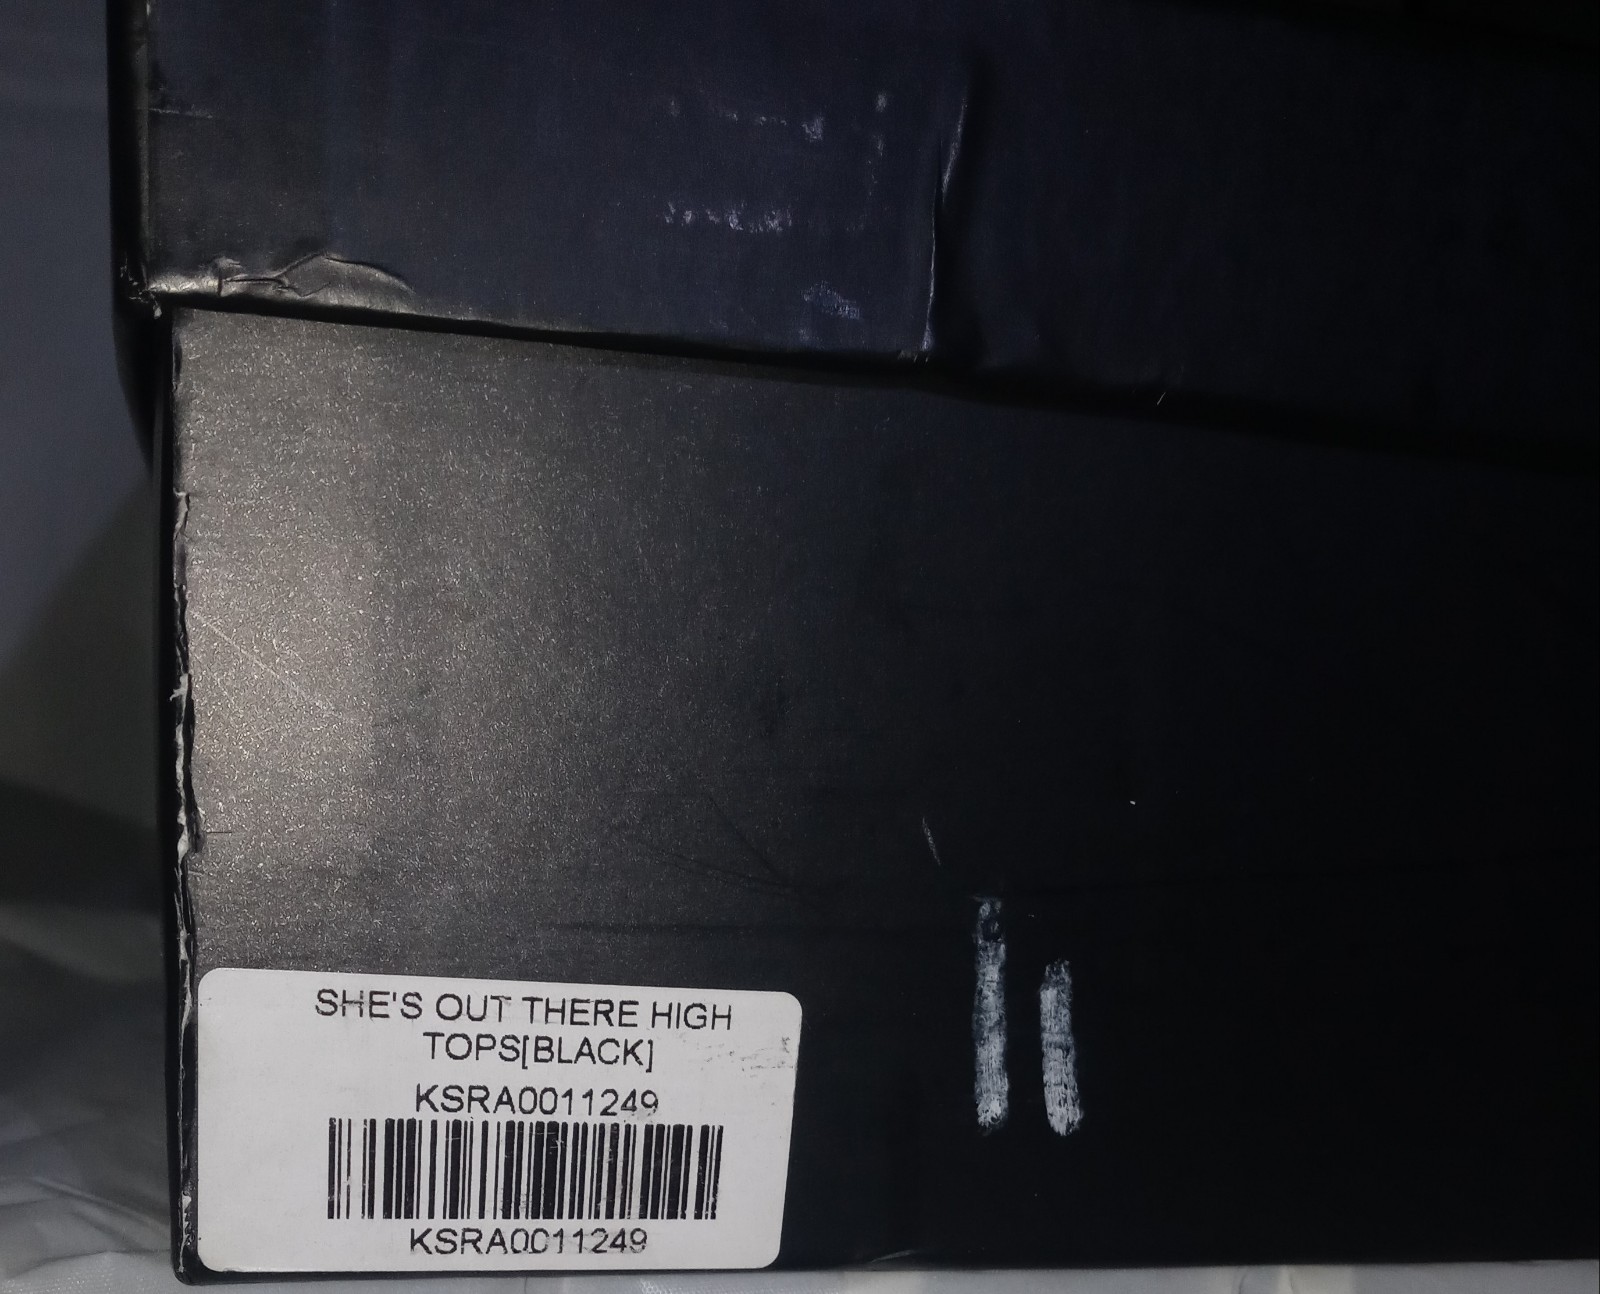 SHE'S OUT THERE HIGH
TOPS[BLACK]
KSRA0011249
KSRA0011249